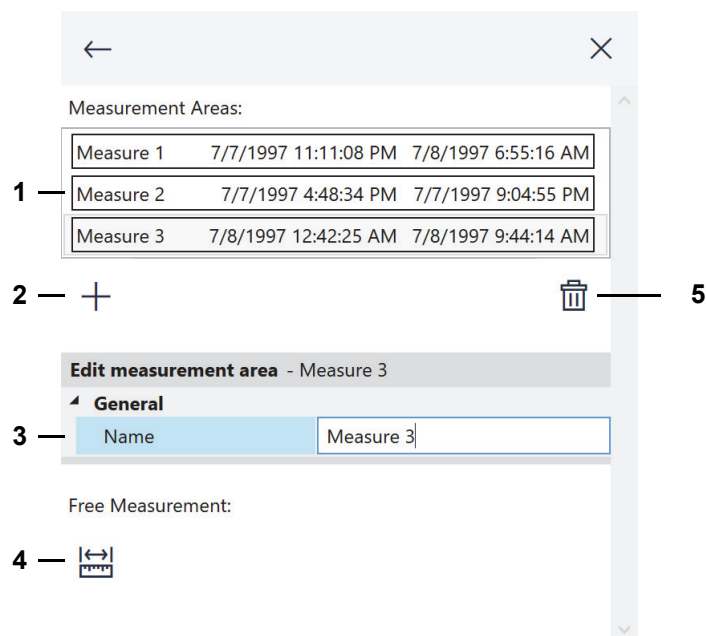 Measurement Areas:
Measure 1 7/7/1997 11:11:08 PM 7/8/1997 6:55:16 AM
1
Measure 2 7/7/1997 4:48:34 PM 7/7/1997 9:04:55 PM
Measure 3 7/8/1997 12:42:25 AM 7/8/1997 9:44:14 AM
2
5
Edit measurement area - Measure 3
General
3
Name Measure 3
Free Measurement:
4